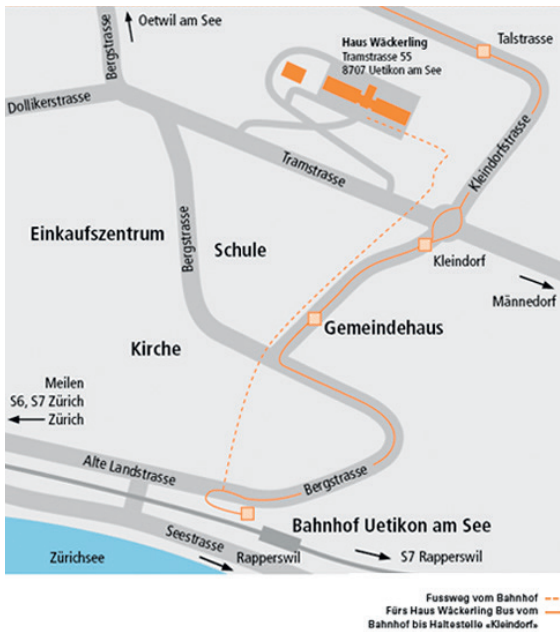 Oetwil am See
Bergstrasse
Dollikerstrasse
Haus Wäckerling
Tramstrasse 55
8707 Uetikon am See
Talstrasse
Kleindorfstrasse
Tramstrasse
Einkaufszentrum
Bergstrasse
Schule
Kleindorf
Männedorf
Gemeindehaus
Kirche
Meilen
S6, S7 Zürich
Zürich
Alte Landstrasse
Bergstrasse
Bahnhof Uetikon am See
Seestrasse
Zürichsee
Rapperswil
S7 Rapperswil
Fussweg vom Bahnhof
Fürs Haus Wäckerling Bus vom
Bahnhof bis Haltestelle «Kleindorf»